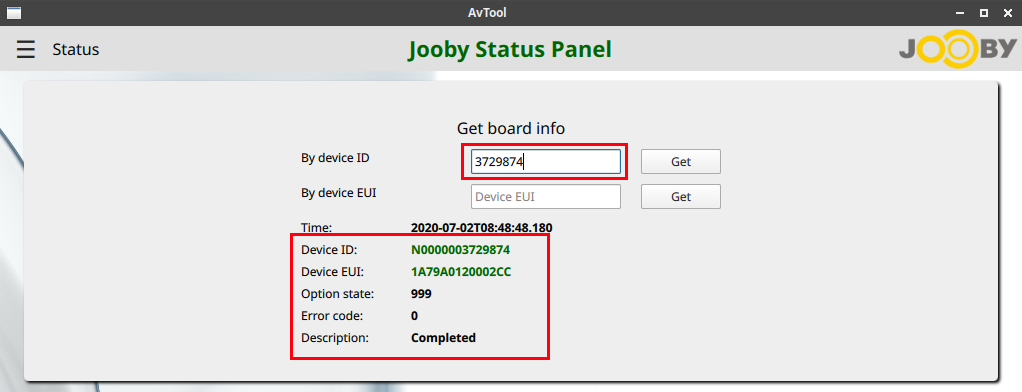 AvTool
☰ Status
Jooby Status Panel
JOOBY
Get board info
By device ID 3729874 Get
By device EUI Device EUI Get
Time: 2020-07-02T08:48:48.180
Device ID: N0000003729874
Device EUI: 1A79A0120002CC
Option state: 999
Error code: 0
Description: Completed